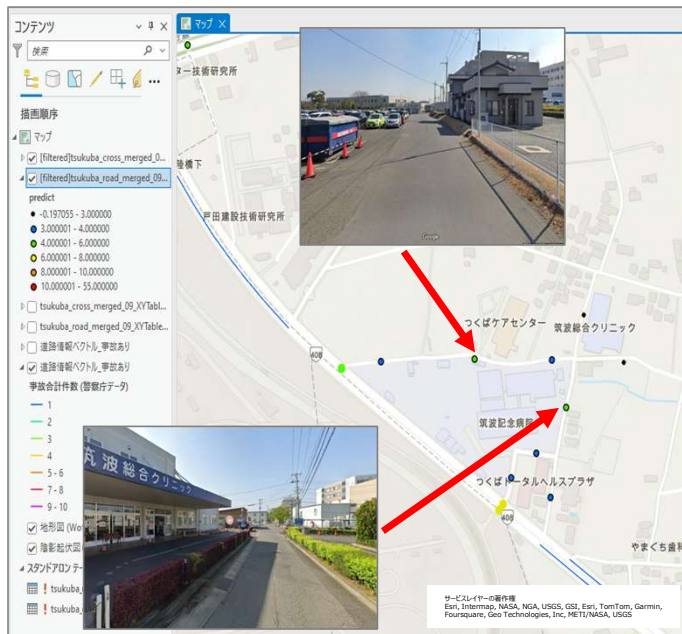 コンテンツ
検索
描画順序
マップ
[filtered]tsukuba_cross_merged_0...
[filtered]tsukuba_road_merged_09...
predict
-0.197055 - 3.000000
3.000001 - 4.000000
4.000001 - 6.000000
6.000001 - 8.000000
8.000001 - 10.000000
10.000001 - 55.000000
tsukuba_cross_merged_09_XYTabl...
tsukuba_road_merged_09_XYTable...
道路情報ベクトル_事故あり
道路情報ベクトル_事故あり
事故合計件数 (警察庁データ)
1
2
3
4
5 - 6
7 - 8
9 - 10
地形図 (Wo
陰影起伏図
スタンドアロン テー
tsukuba_
tsukuba_
マップ
ター技術研究所
陸橋下
戸田建設技術研究所
Google
408
つくばケアセンター
筑波総合クリニック
筑波記念病院
つくばトータルヘルスプラザ
408
やまぐち歯科
筑波総合クリニック
サービスレイヤーの著作権
Esri, Intermap, NASA, NGA, USGS, GSI, Esri, TomTom, Garmin,
Foursquare, Geo Technologies, Inc, METI/NASA, USGS